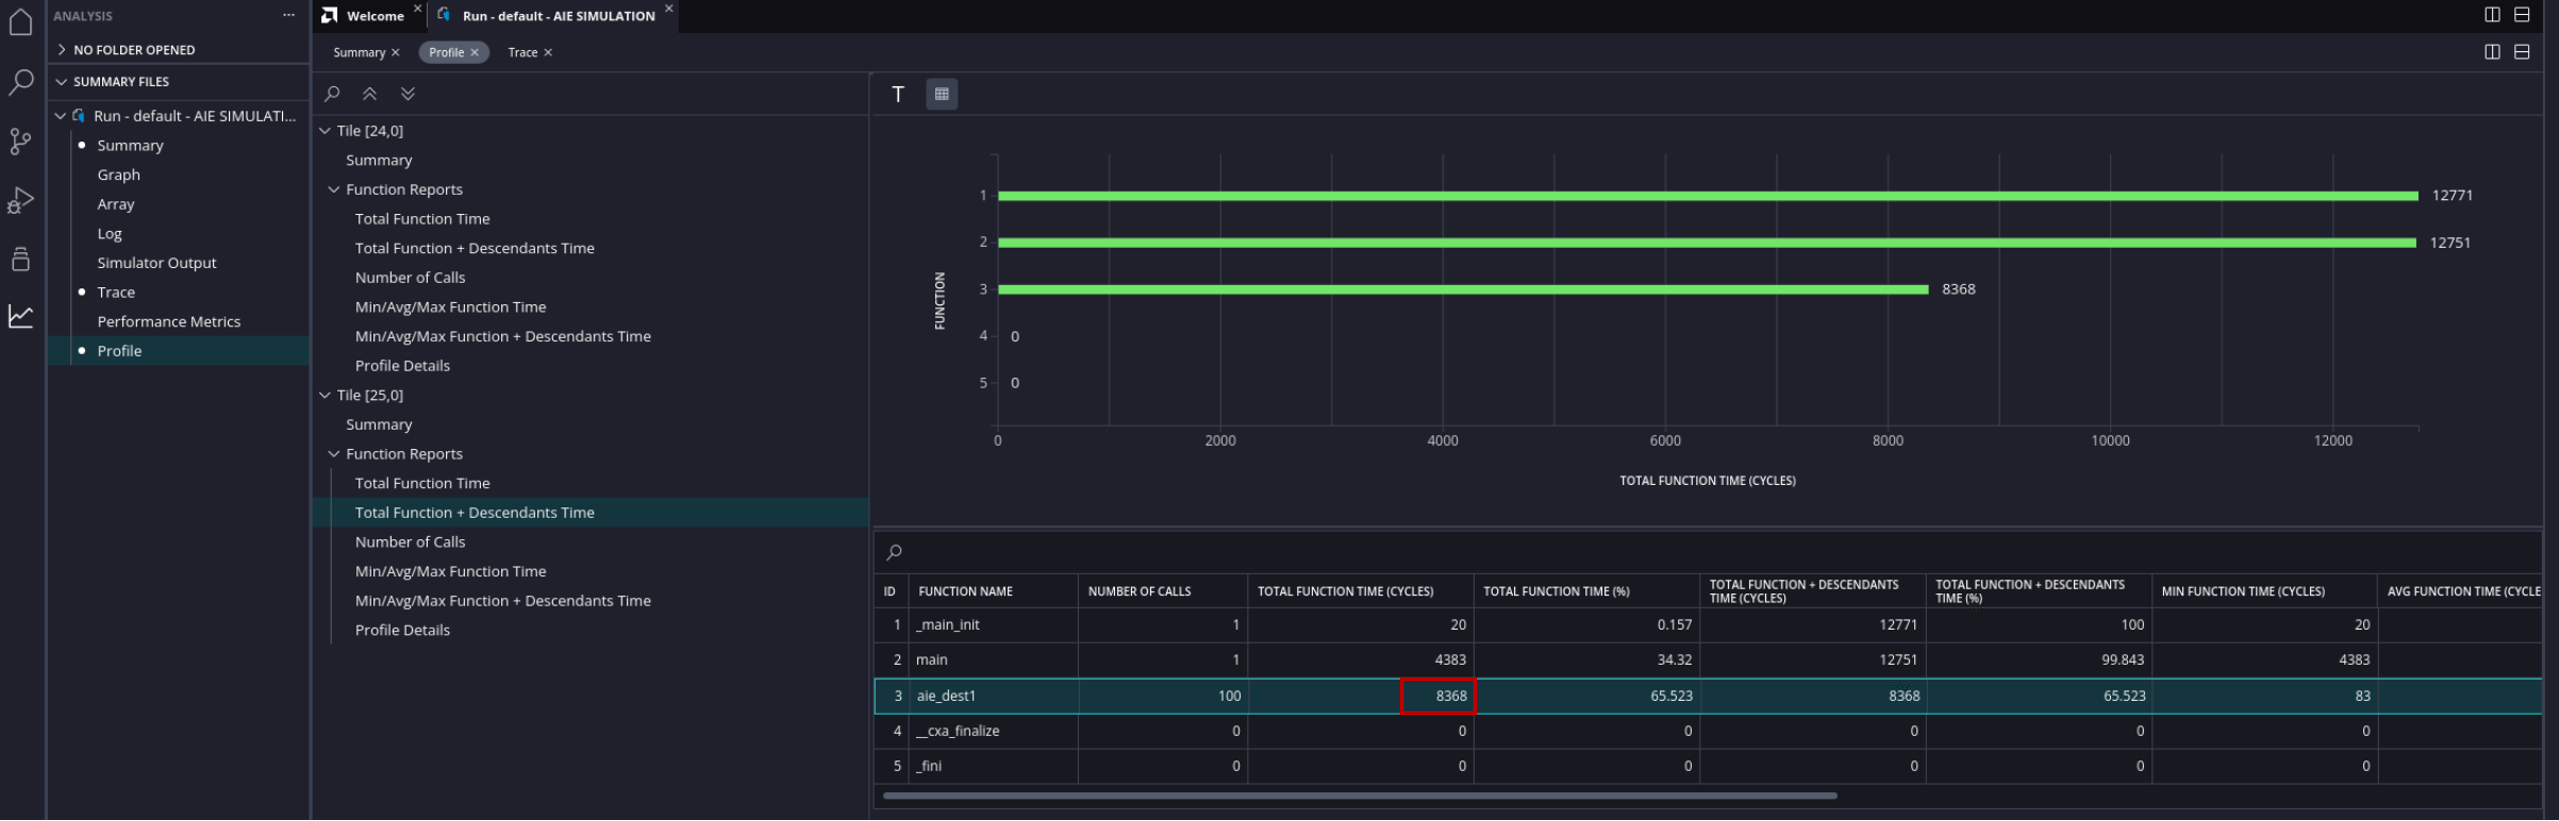 ANALYSIS
NO FOLDER OPENED
SUMMARY FILES
Run - default - AIE SIMULATI...
Summary
Graph
Array
Log
Simulator Output
Trace
Performance Metrics
Profile
Welcome
Run - default - AIE SIMULATION
Summary Profile Trace
Tile [24,0]
Summary
Function Reports
Total Function Time
Total Function + Descendants Time
Number of Calls
Min/Avg/Max Function Time
Min/Avg/Max Function + Descendants Time
Profile Details
Tile [25,0]
Summary
Function Reports
Total Function Time
Total Function + Descendants Time
Number of Calls
Min/Avg/Max Function Time
Min/Avg/Max Function + Descendants Time
Profile Details
T
FUNCTION
1 12771
2 12751
3 8368
4 0
5 0
0 2000 4000 6000 8000 10000 12000
TOTAL FUNCTION TIME (CYCLES)
ID FUNCTION NAME NUMBER OF CALLS TOTAL FUNCTION TIME (CYCLES) TOTAL FUNCTION TIME (%) TOTAL FUNCTION + DESCENDANTS TIME (CYCLES) TOTAL FUNCTION + DESCENDANTS TIME (%) MIN FUNCTION TIME (CYCLES) AVG FUNCTION TIME (CYCLE
1 _main_init 1 20 0.157 12771 100 20
2 main 1 4383 34.32 12751 99.843 4383
3 aie_dest1 100 8368 65.523 8368 65.523 83
4 __cxa_finalize 0 0 0 0 0 0
5 _fini 0 0 0 0 0 0